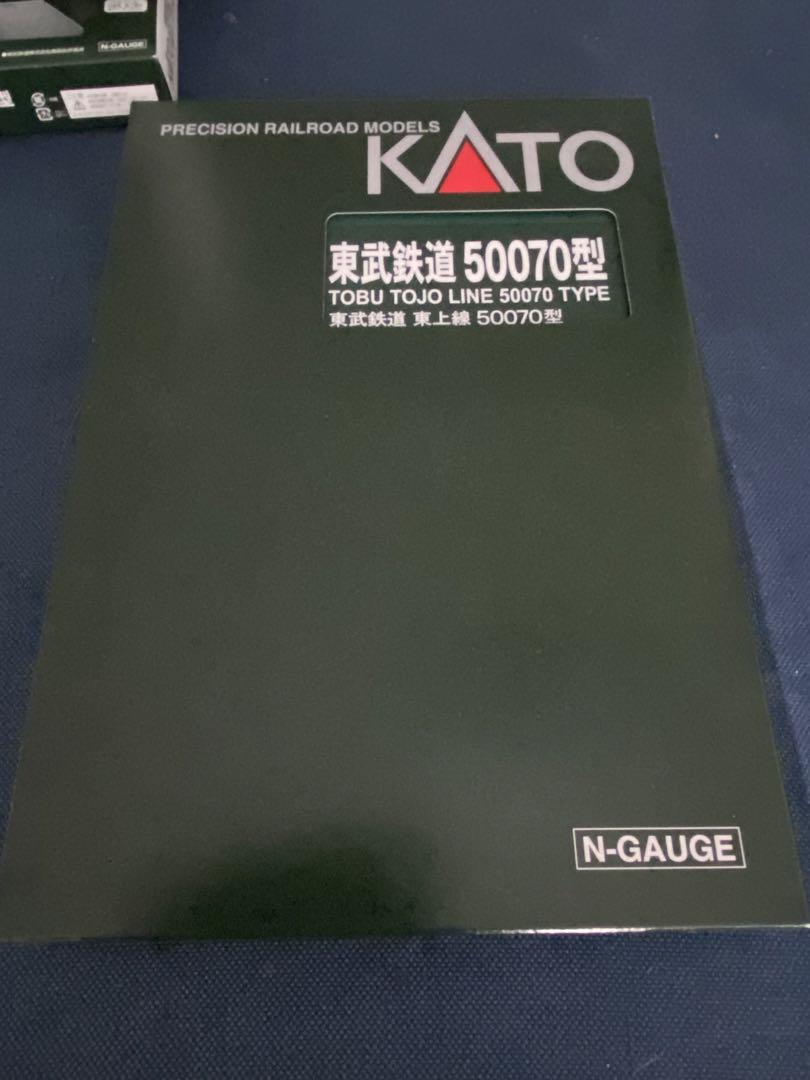 N-GAUGE
PRECISION RAILROAD MODELS
KATO
東武鉄道 50070型
TOBU TOJO LINE 50070 TYPE
東武鉄道 東上線 50070型
N-GAUGE